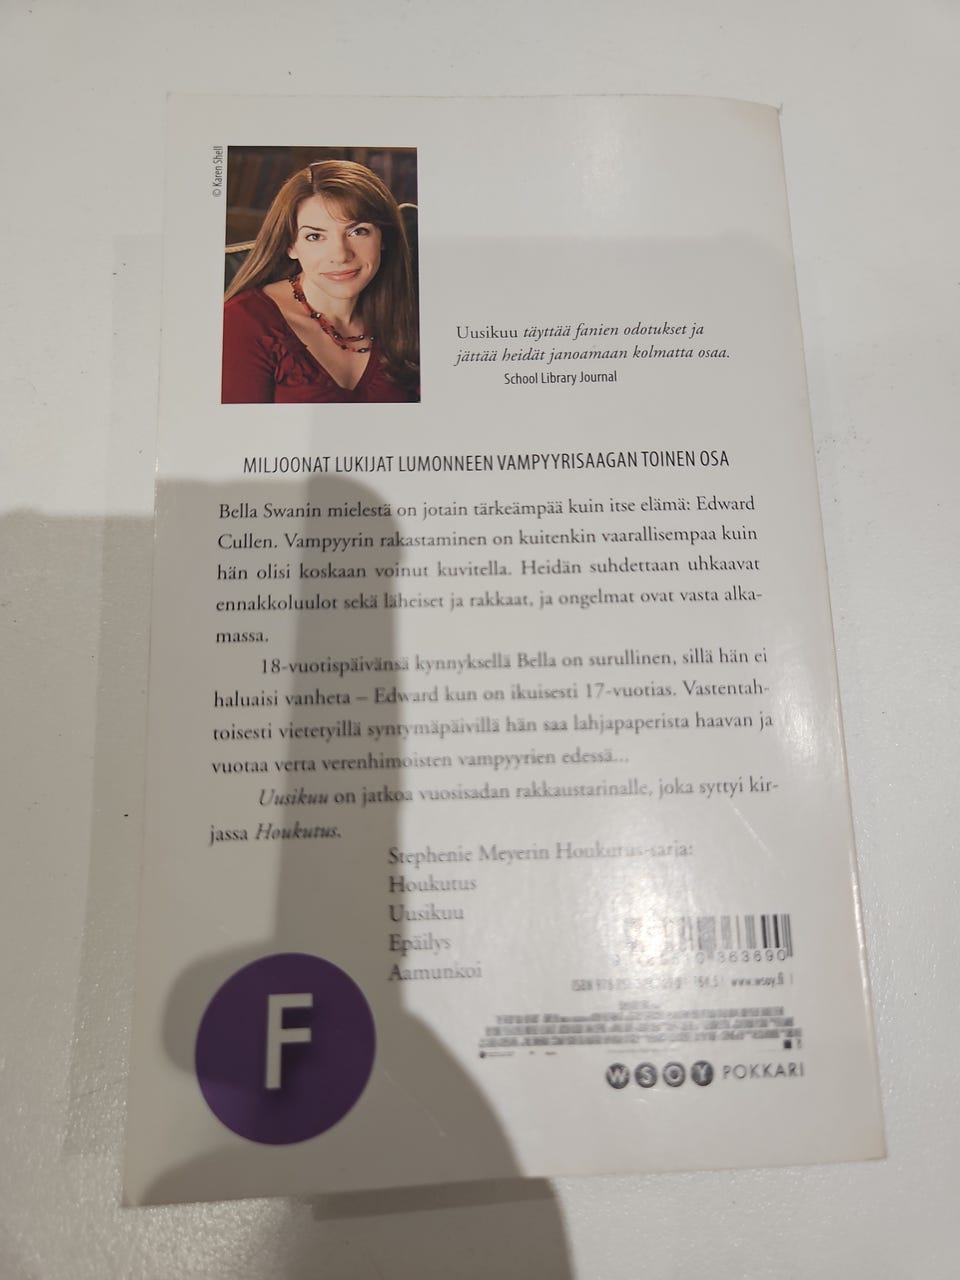 © Karen Shell
Uusikuu täyttää fanien odotukset ja
jättää heidät janoamaan kolmatta osaa.
School Library Journal
MILJOONAT LUKIJAT LUMONNEEN VAMPYYRISAAGAN TOINEN OSA
Bella Swanin mielestä on jotain tärkeämpää kuin itse elämä: Edward
Cullen. Vampyyrin rakastaminen on kuitenkin vaarallisempaa kuin
hän olisi koskaan voinut kuvitella. Heidän suhdettaan uhkaavat
ennakkoluulot sekä läheiset ja rakkaat, ja ongelmat ovat vasta alka-
massa.
18-vuotispäivänsä kynnyksellä Bella on surullinen, sillä hän ei
haluaisi vanheta – Edward kun on ikuisesti 17-vuotias. Vastentah-
toisesti vietetyillä syntymäpäivillä hän saa lahjapaperista haavan ja
vuotaa verta verenhimoisten vampyyrien edessä...
Uusikuu on jatkoa vuosisadan rakkaustarinalle, joka syttyi kir-
jassa Houkutus.
Stephenie Meyerin Houkutus-sarja:
Houkutus
Uusikuu
Epäilys
Aamunkoi
363690
ISBN
www.wsoy.fi
F
WSOY POKKARI